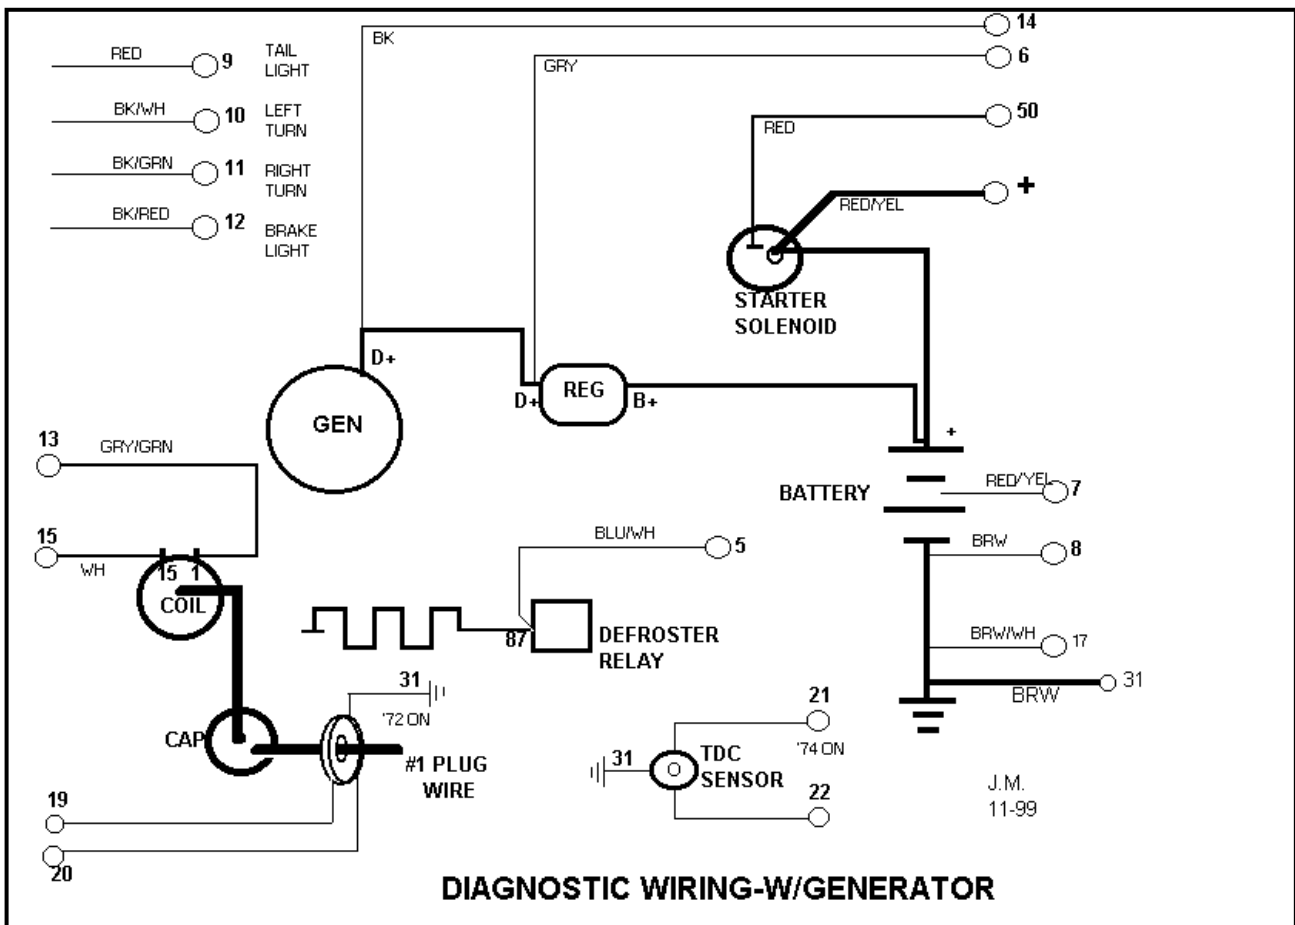 BK
14
GRY
6
RED
9
TAIL
LIGHT
BK/WH
10
LEFT
TURN
BK/GRN
11
RIGHT
TURN
BK/RED
12
BRAKE
LIGHT
RED
50
RED/YEL
+
STARTER
SOLENOID
D+
GEN
D+
REG
B+
+
BATTERY
RED/YEL
7
BRW
8
BRW/WH
17
BRW
31
13
GRY/GRN
15
WH
15 1
COIL
BLU/WH
5
87
DEFROSTER
RELAY
31
'72 ON
CAP
#1 PLUG
WIRE
19
20
21
'74 ON
31
TDC
SENSOR
22
J.M.
11-99
DIAGNOSTIC WIRING-W/GENERATOR